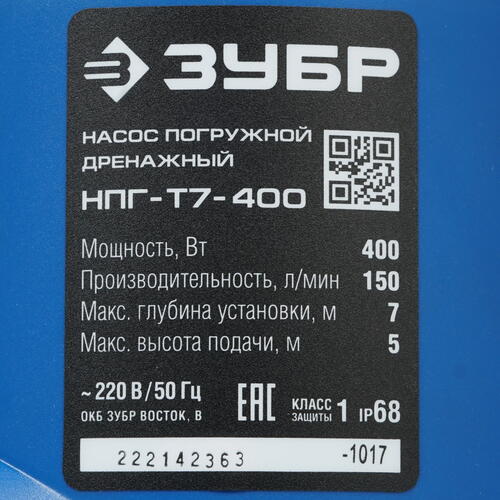 ЗУБР
НАСОС ПОГРУЖНОЙ
ДРЕНАЖНЫЙ
НПГ-Т7-400
Мощность, Вт 400
Производительность, л/мин 150
Макс. глубина установки, м 7
Макс. высота подачи, м 5
~ 220 В / 50 Гц
ОКБ ЗУБР ВОСТОК, В
EAC
КЛАСС ЗАЩИТЫ 1 IP68
222142363 -1017